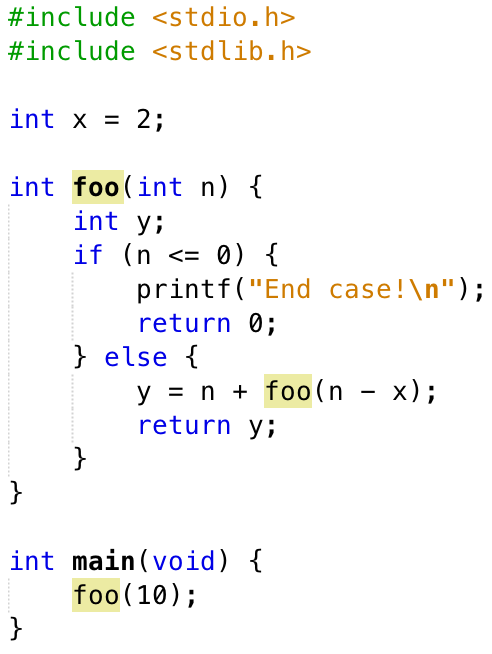 #include <stdio.h>
#include <stdlib.h>

int x = 2;

int foo(int n) {
    int y;
    if (n <= 0) {
        printf("End case!\n");
        return 0;
    } else {
        y = n + foo(n - x);
        return y;
    }
}

int main(void) {
    foo(10);
}